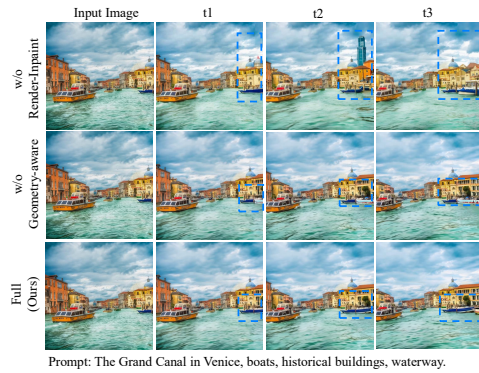 Input Image t1 t2 t3
w/o
Render-Inpaint
w/o
Geometry-aware
Full
(Ours)
Prompt: The Grand Canal in Venice, boats, historical buildings, waterway.